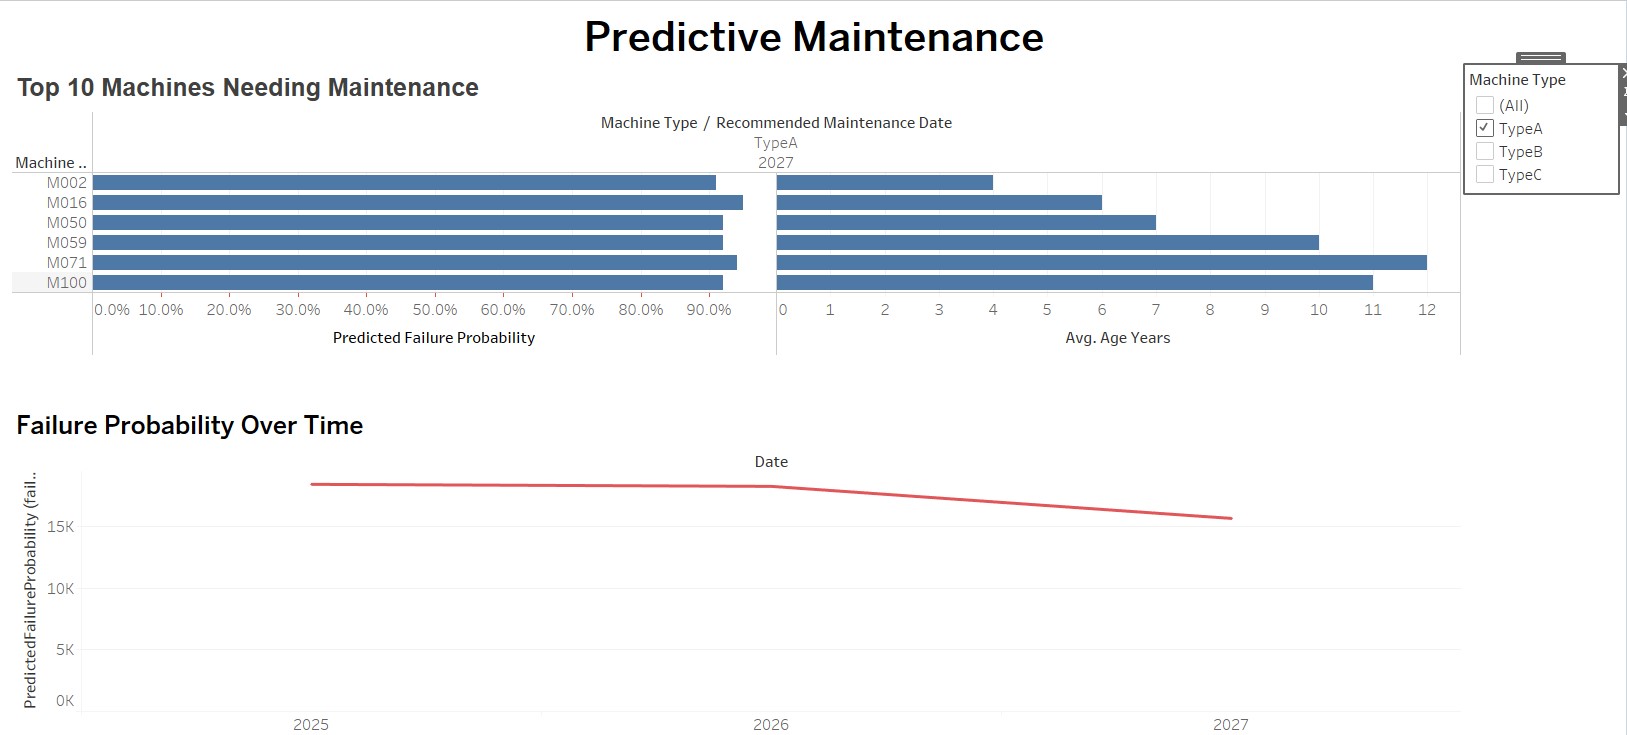 Predictive Maintenance
Top 10 Machines Needing Maintenance
Machine Type / Recommended Maintenance Date
TypeA
Machine .. 2027
M002
M016
M050
M059
M071
M100
0.0% 10.0% 20.0% 30.0% 40.0% 50.0% 60.0% 70.0% 80.0% 90.0% 0 1 2 3 4 5 6 7 8 9 10 11 12
Predicted Failure Probability Avg. Age Years
Machine Type
(All)
TypeA
TypeB
TypeC
Failure Probability Over Time
Date
PredictedFailureProbability (fail..
15K
10K
5K
0K
2025 2026 2027